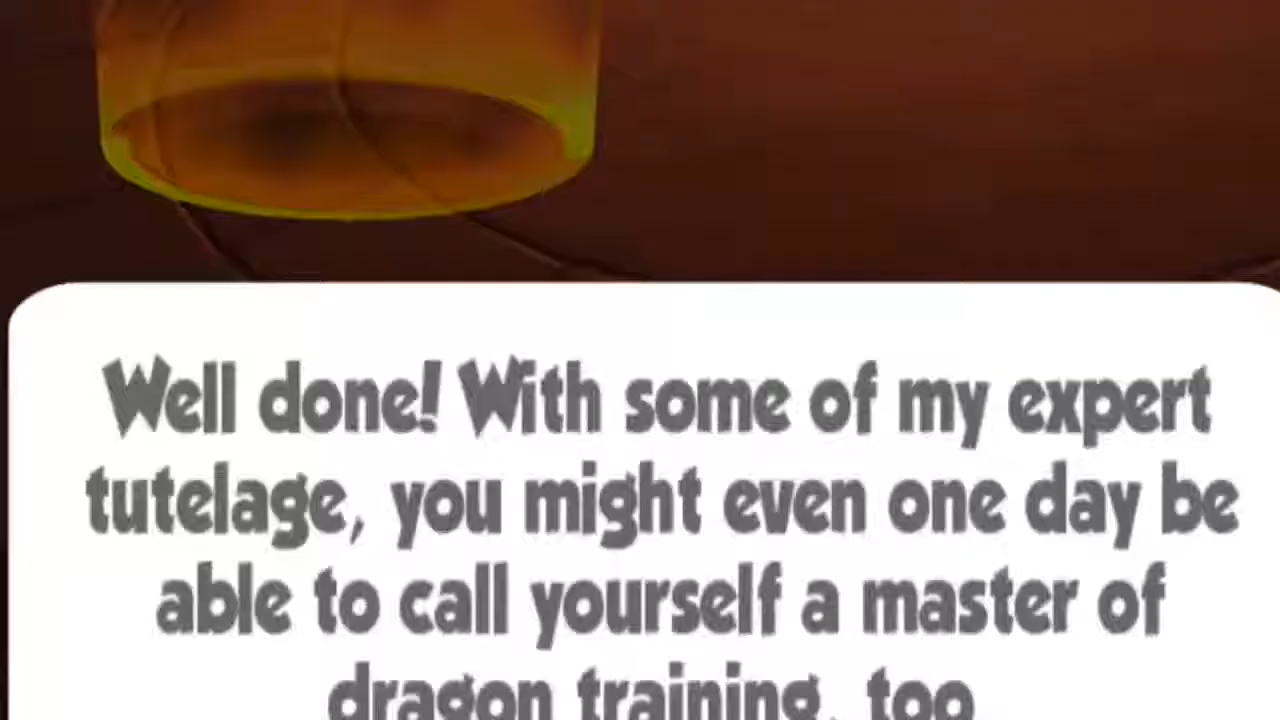 Well done! With some of my expert
tutelage, you might even one day be
able to call yourself a master of
dragon training, too